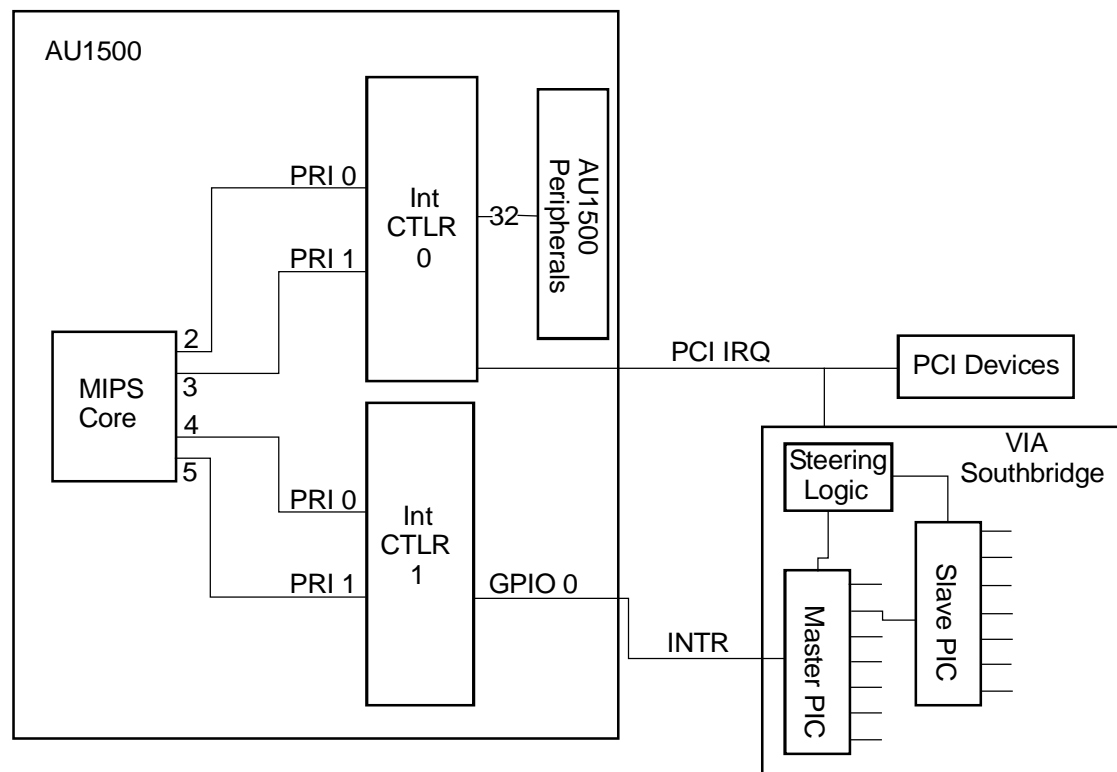 AU1500
PRI 0
Int
CTLR
0
32
AU1500
Peripherals
PRI 1
2
3
4
5
MIPS
Core
PCI IRQ
PCI Devices
VIA
Southbridge
Steering
Logic
PRI 0
Int
CTLR
1
PRI 1
GPIO 0
INTR
Master PIC
Slave PIC